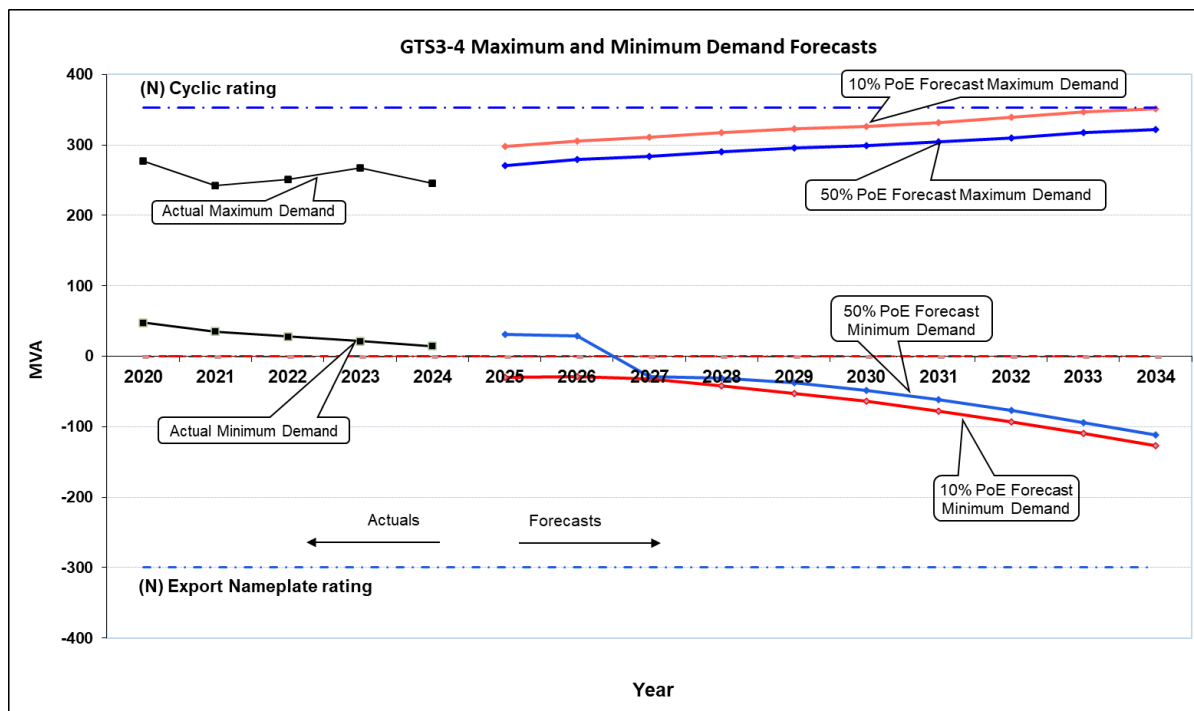 GTS3-4 Maximum and Minimum Demand Forecasts
400
(N) Cyclic rating
10% PoE Forecast Maximum Demand
300
50% PoE Forecast Maximum Demand
Actual Maximum Demand
200
100
50% PoE Forecast
Minimum Demand
MVA
0
2020 2021 2022 2023 2024 2025 2026 2027 2028 2029 2030 2031 2032 2033 2034
Actual Minimum Demand
-100
10% PoE Forecast
Minimum Demand
-200
Actuals
Forecasts
-300
(N) Export Nameplate rating
-400
Year